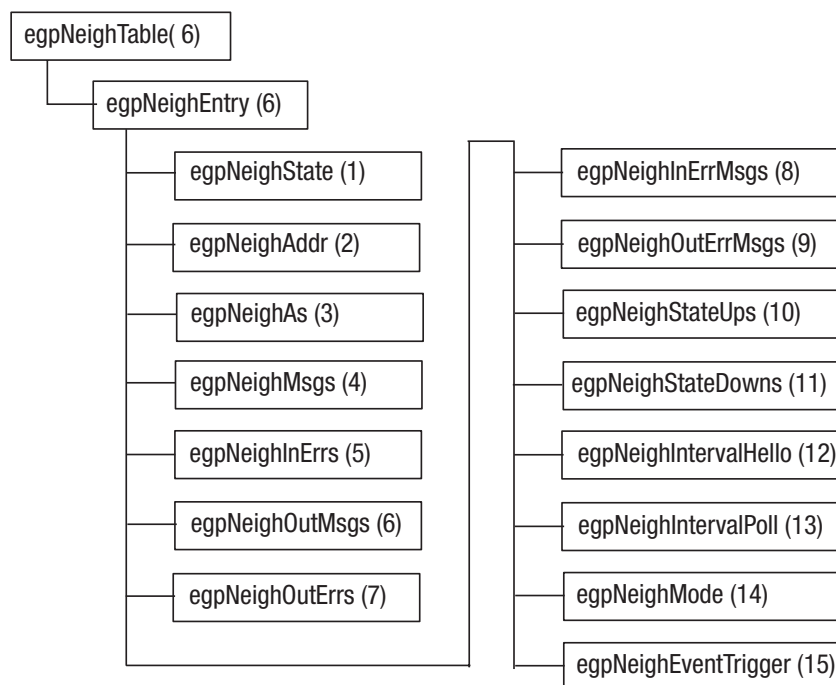 egpNeighTable( 6)
egpNeighEntry (6)
egpNeighState (1)
egpNeighAddr (2)
egpNeighAs (3)
egpNeighMsgs (4)
egpNeighInErrs (5)
egpNeighOutMsgs (6)
egpNeighOutErrs (7)
egpNeighInErrMsgs (8)
egpNeighOutErrMsgs (9)
egpNeighStateUps (10)
egpNeighStateDowns (11)
egpNeighIntervalHello (12)
egpNeighIntervalPoll (13)
egpNeighMode (14)
egpNeighEventTrigger (15)